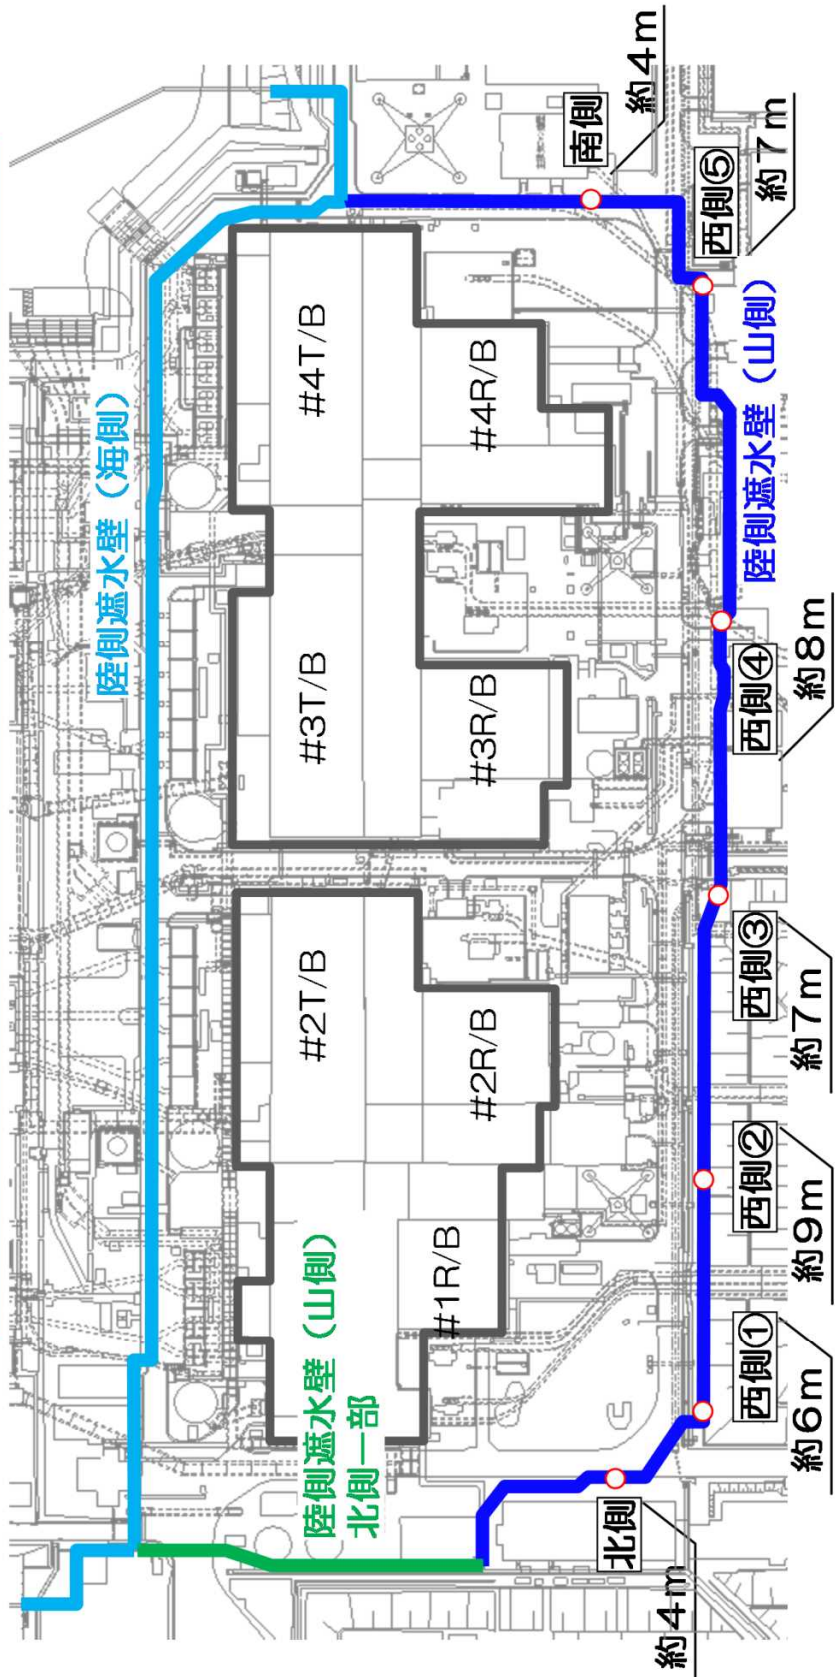 陸側遮水壁（海側）
#4T/B
#3T/B
#2T/B
#4R/B
#3R/B
#2R/B
#1R/B
陸側遮水壁（山側）
北側一部
陸側遮水壁（山側）
北側
約4m
西側①
約6m
西側②
約9m
西側③
約7m
西側④
約8m
西側⑤
約7m
南側
約4m